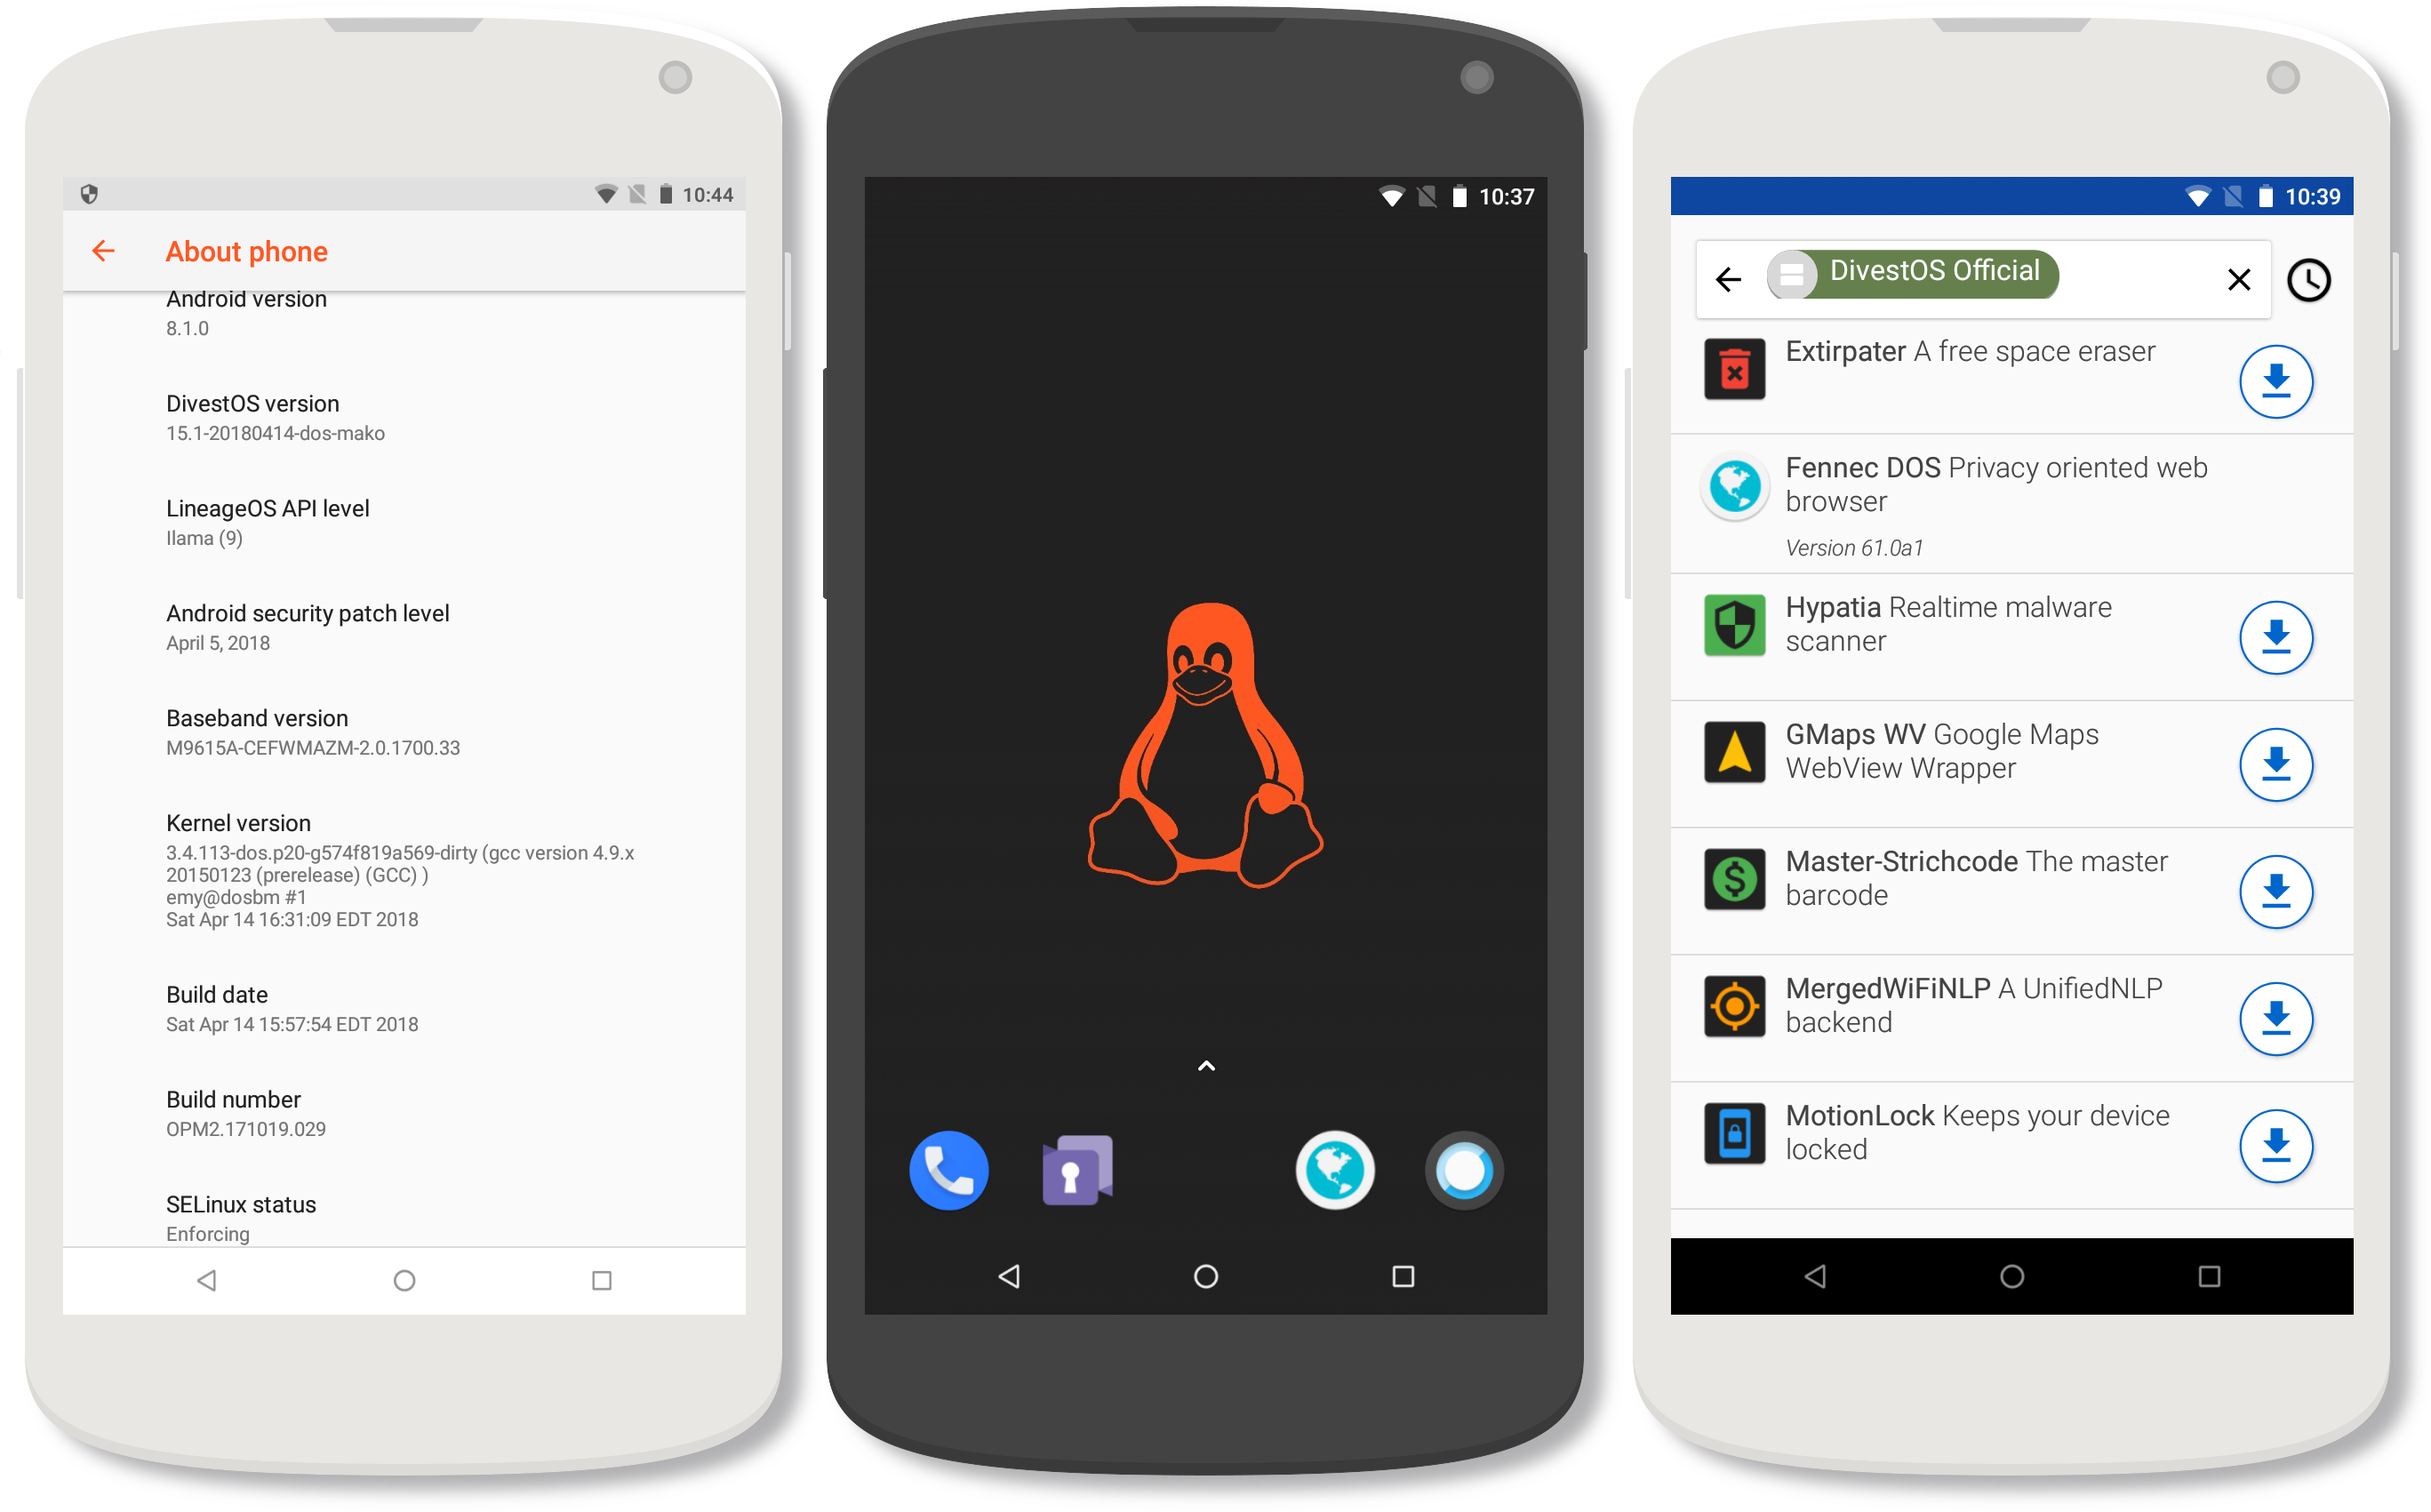 10:44
About phone
Android version
8.1.0
DivestOS version
15.1-20180414-dos-mako
LineageOS API level
llama (9)
Android security patch level
April 5, 2018
Baseband version
M9615A-CEFWMAZM-2.0.1700.33
Kernel version
3.4.113-dos.p20-g574f819a569-dirty (gcc version 4.9.x
20150123 (prerelease) (GCC) )
emy@dosbm #1
Sat Apr 14 16:31:09 EDT 2018
Build date
Sat Apr 14 15:57:54 EDT 2018
Build number
OPM2.171019.029
SELinux status
Enforcing
10:37
10:39
DivestOS Official
Extirpater A free space eraser
Fennec DOS Privacy oriented web
browser
Version 61.0a1
Hypatia Realtime malware
scanner
GMaps WV Google Maps
WebView Wrapper
Master-Strichcode The master
barcode
MergedWiFiNLP A UnifiedNLP
backend
MotionLock Keeps your device
locked